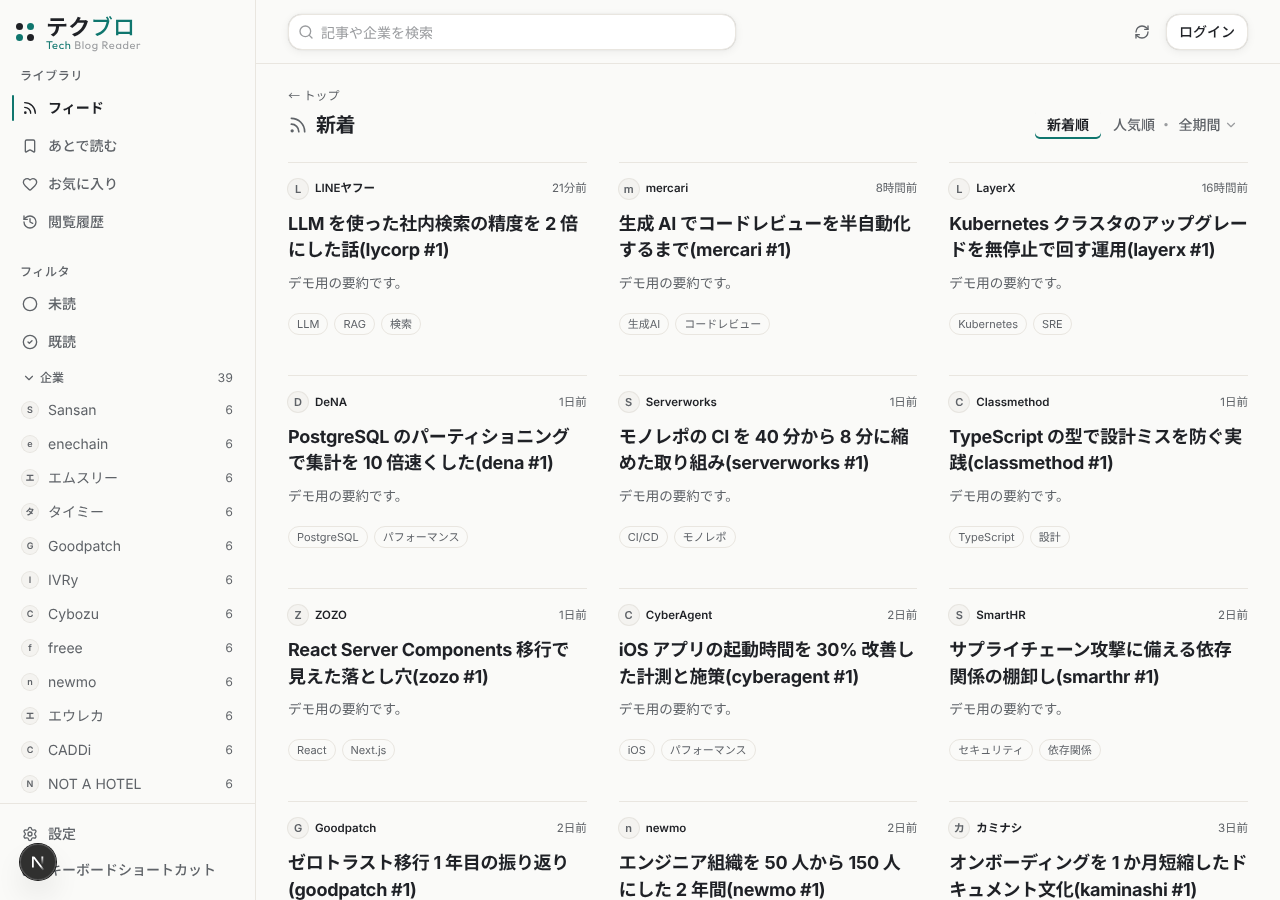 テクブロ
Tech Blog Reader
ライブラリ
フィード
あとで読む
お気に入り
閲覧履歴
フィルタ
未読
既読
企業 39
S Sansan 6
e enechain 6
エ エムスリー 6
タ タイミー 6
G Goodpatch 6
I IVRy 6
C Cybozu 6
f freee 6
n newmo 6
エ エウレカ 6
C CADDi 6
N NOT A HOTEL 6
設定
N
キーボードショートカット
記事や企業を検索
ログイン
← トップ
新着
新着順 人気順 • 全期間
L LINEヤフー 21分前
LLM を使った社内検索の精度を 2 倍
にした話(lycorp #1)
デモ用の要約です。
LLM RAG 検索
m mercari 8時間前
生成 AI でコードレビューを半自動化
するまで(mercari #1)
デモ用の要約です。
生成AI コードレビュー
L LayerX 16時間前
Kubernetes クラスタのアップグレー
ドを無停止で回す運用(layerx #1)
デモ用の要約です。
Kubernetes SRE
D DeNA 1日前
PostgreSQL のパーティショニング
で集計を 10 倍速くした(dena #1)
デモ用の要約です。
PostgreSQL パフォーマンス
S Serverworks 1日前
モノレポの CI を 40 分から 8 分に縮
めた取り組み(serverworks #1)
デモ用の要約です。
CI/CD モノレポ
C Classmethod 1日前
TypeScript の型で設計ミスを防ぐ実
践(classmethod #1)
デモ用の要約です。
TypeScript 設計
Z ZOZO 1日前
React Server Components 移行で
見えた落とし穴(zozo #1)
デモ用の要約です。
React Next.js
C CyberAgent 2日前
iOS アプリの起動時間を 30% 改善し
た計測と施策(cyberagent #1)
デモ用の要約です。
iOS パフォーマンス
S SmartHR 2日前
サプライチェーン攻撃に備える依存
関係の棚卸し(smarthr #1)
デモ用の要約です。
セキュリティ 依存関係
G Goodpatch 2日前
ゼロトラスト移行 1 年目の振り返り
(goodpatch #1)
n newmo 2日前
エンジニア組織を 50 人から 150 人
にした 2 年間(newmo #1)
カ カミナシ 3日前
オンボーディングを 1 か月短縮したド
キュメント文化(kaminashi #1)